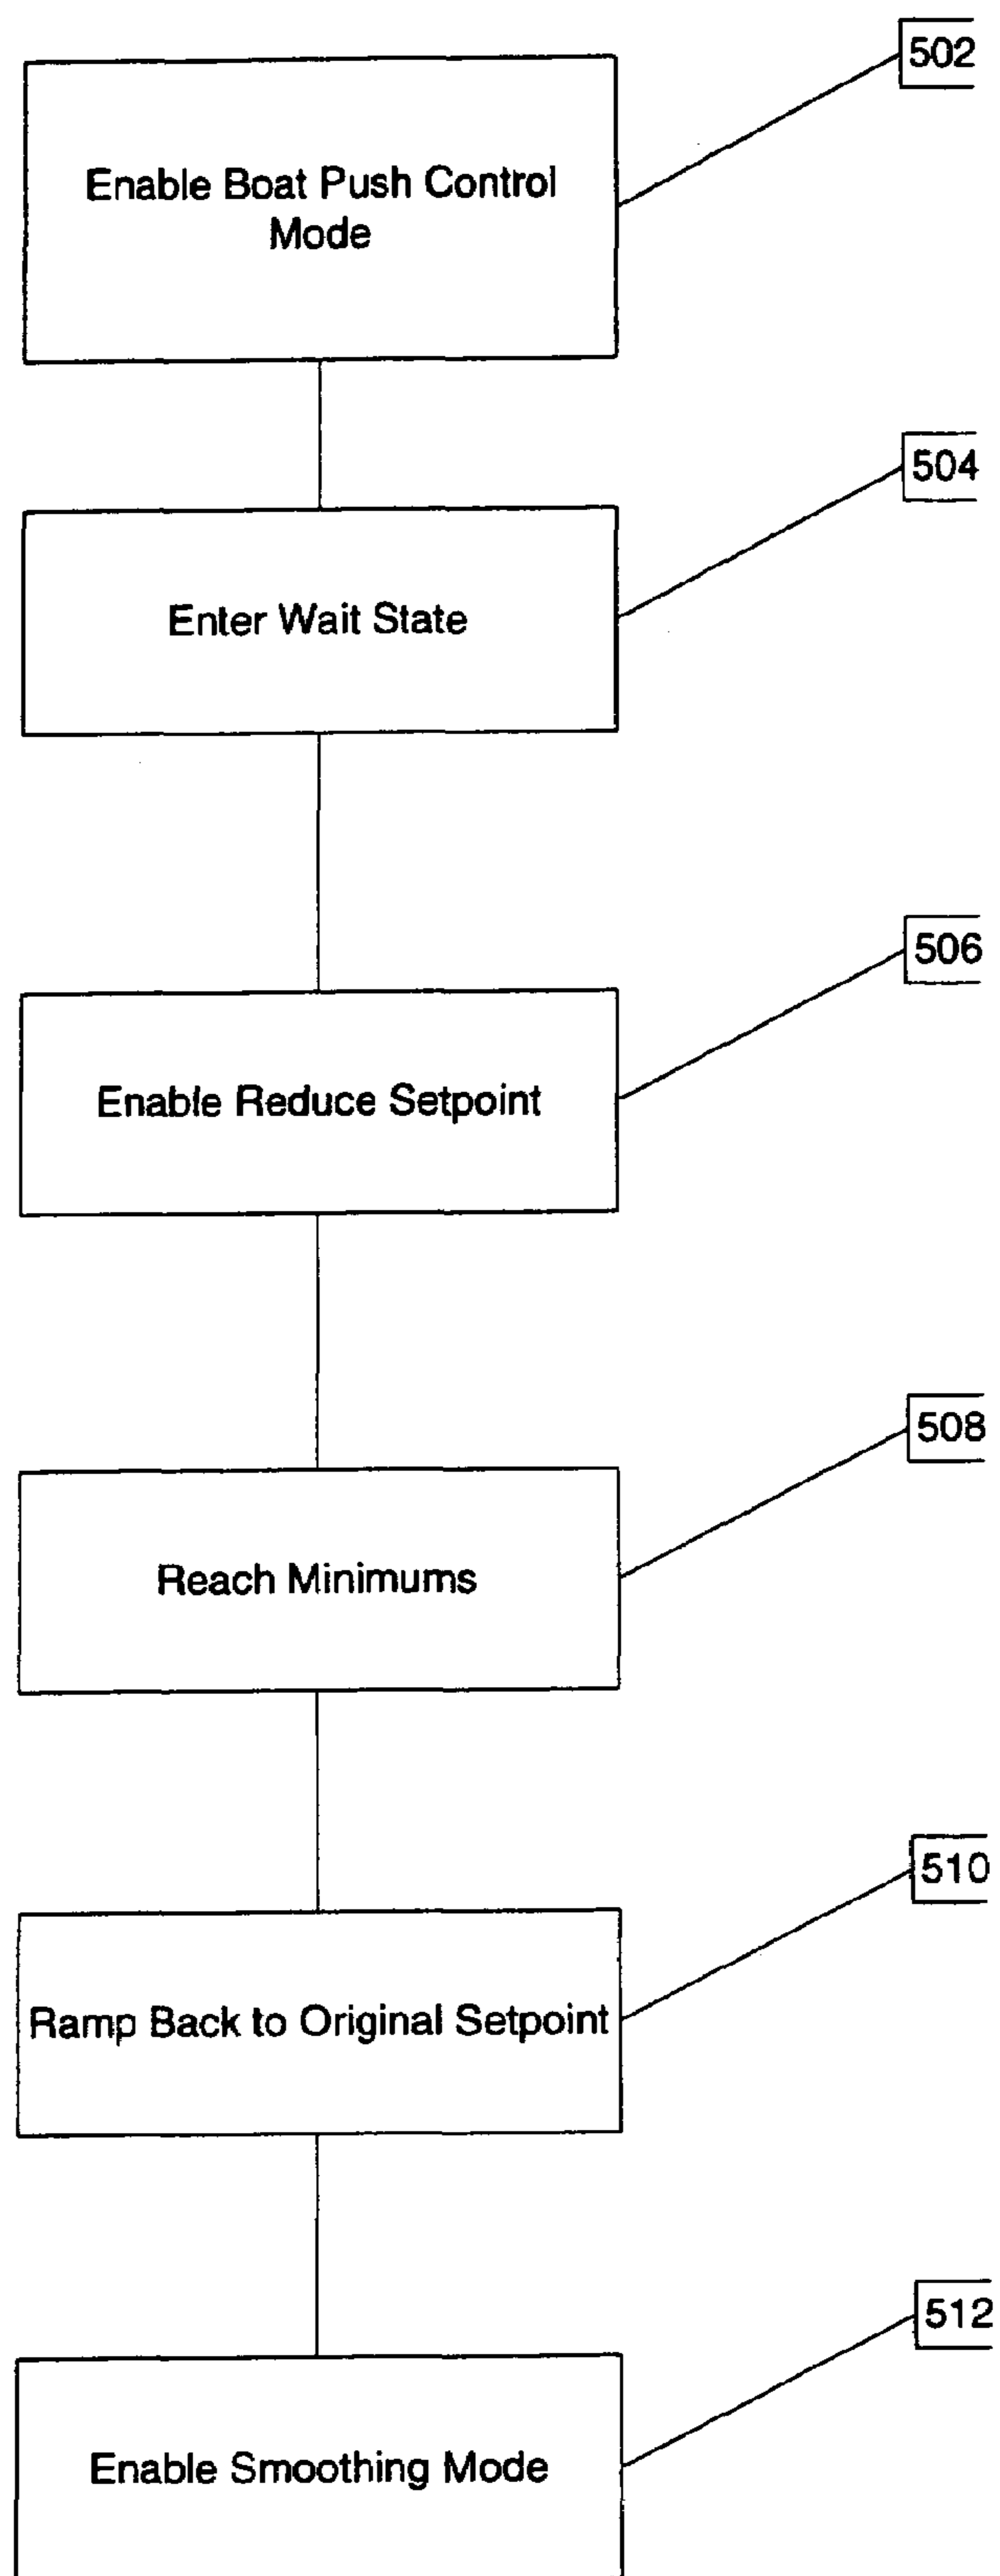 502
Enable Boat Push Control
Mode
504
Enter Wait State
506
Enable Reduce Setpoint
508
Reach Minimums
510
Ramp Back to Original Setpoint
512
Enable Smoothing Mode